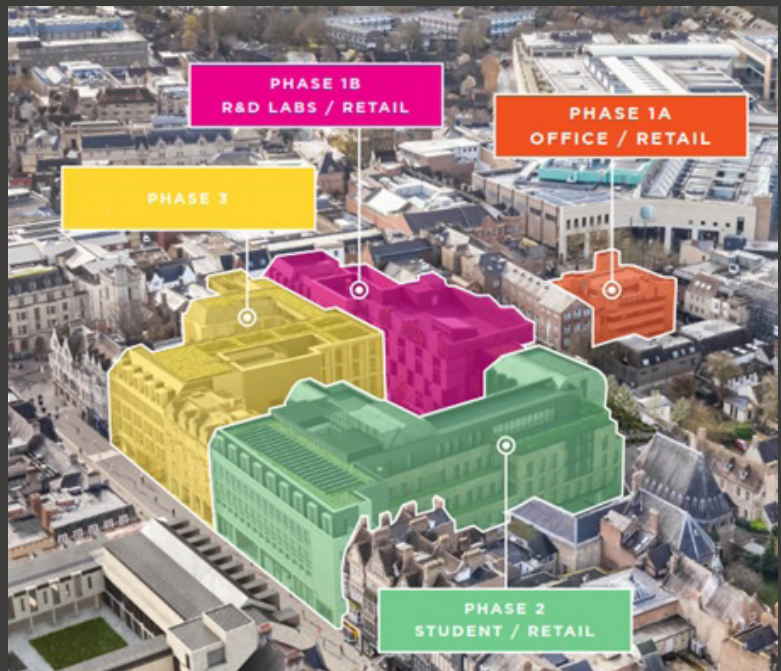 PHASE 1B
R&D LABS / RETAIL
PHASE 1A
OFFICE / RETAIL
PHASE 3
PHASE 2
STUDENT / RETAIL